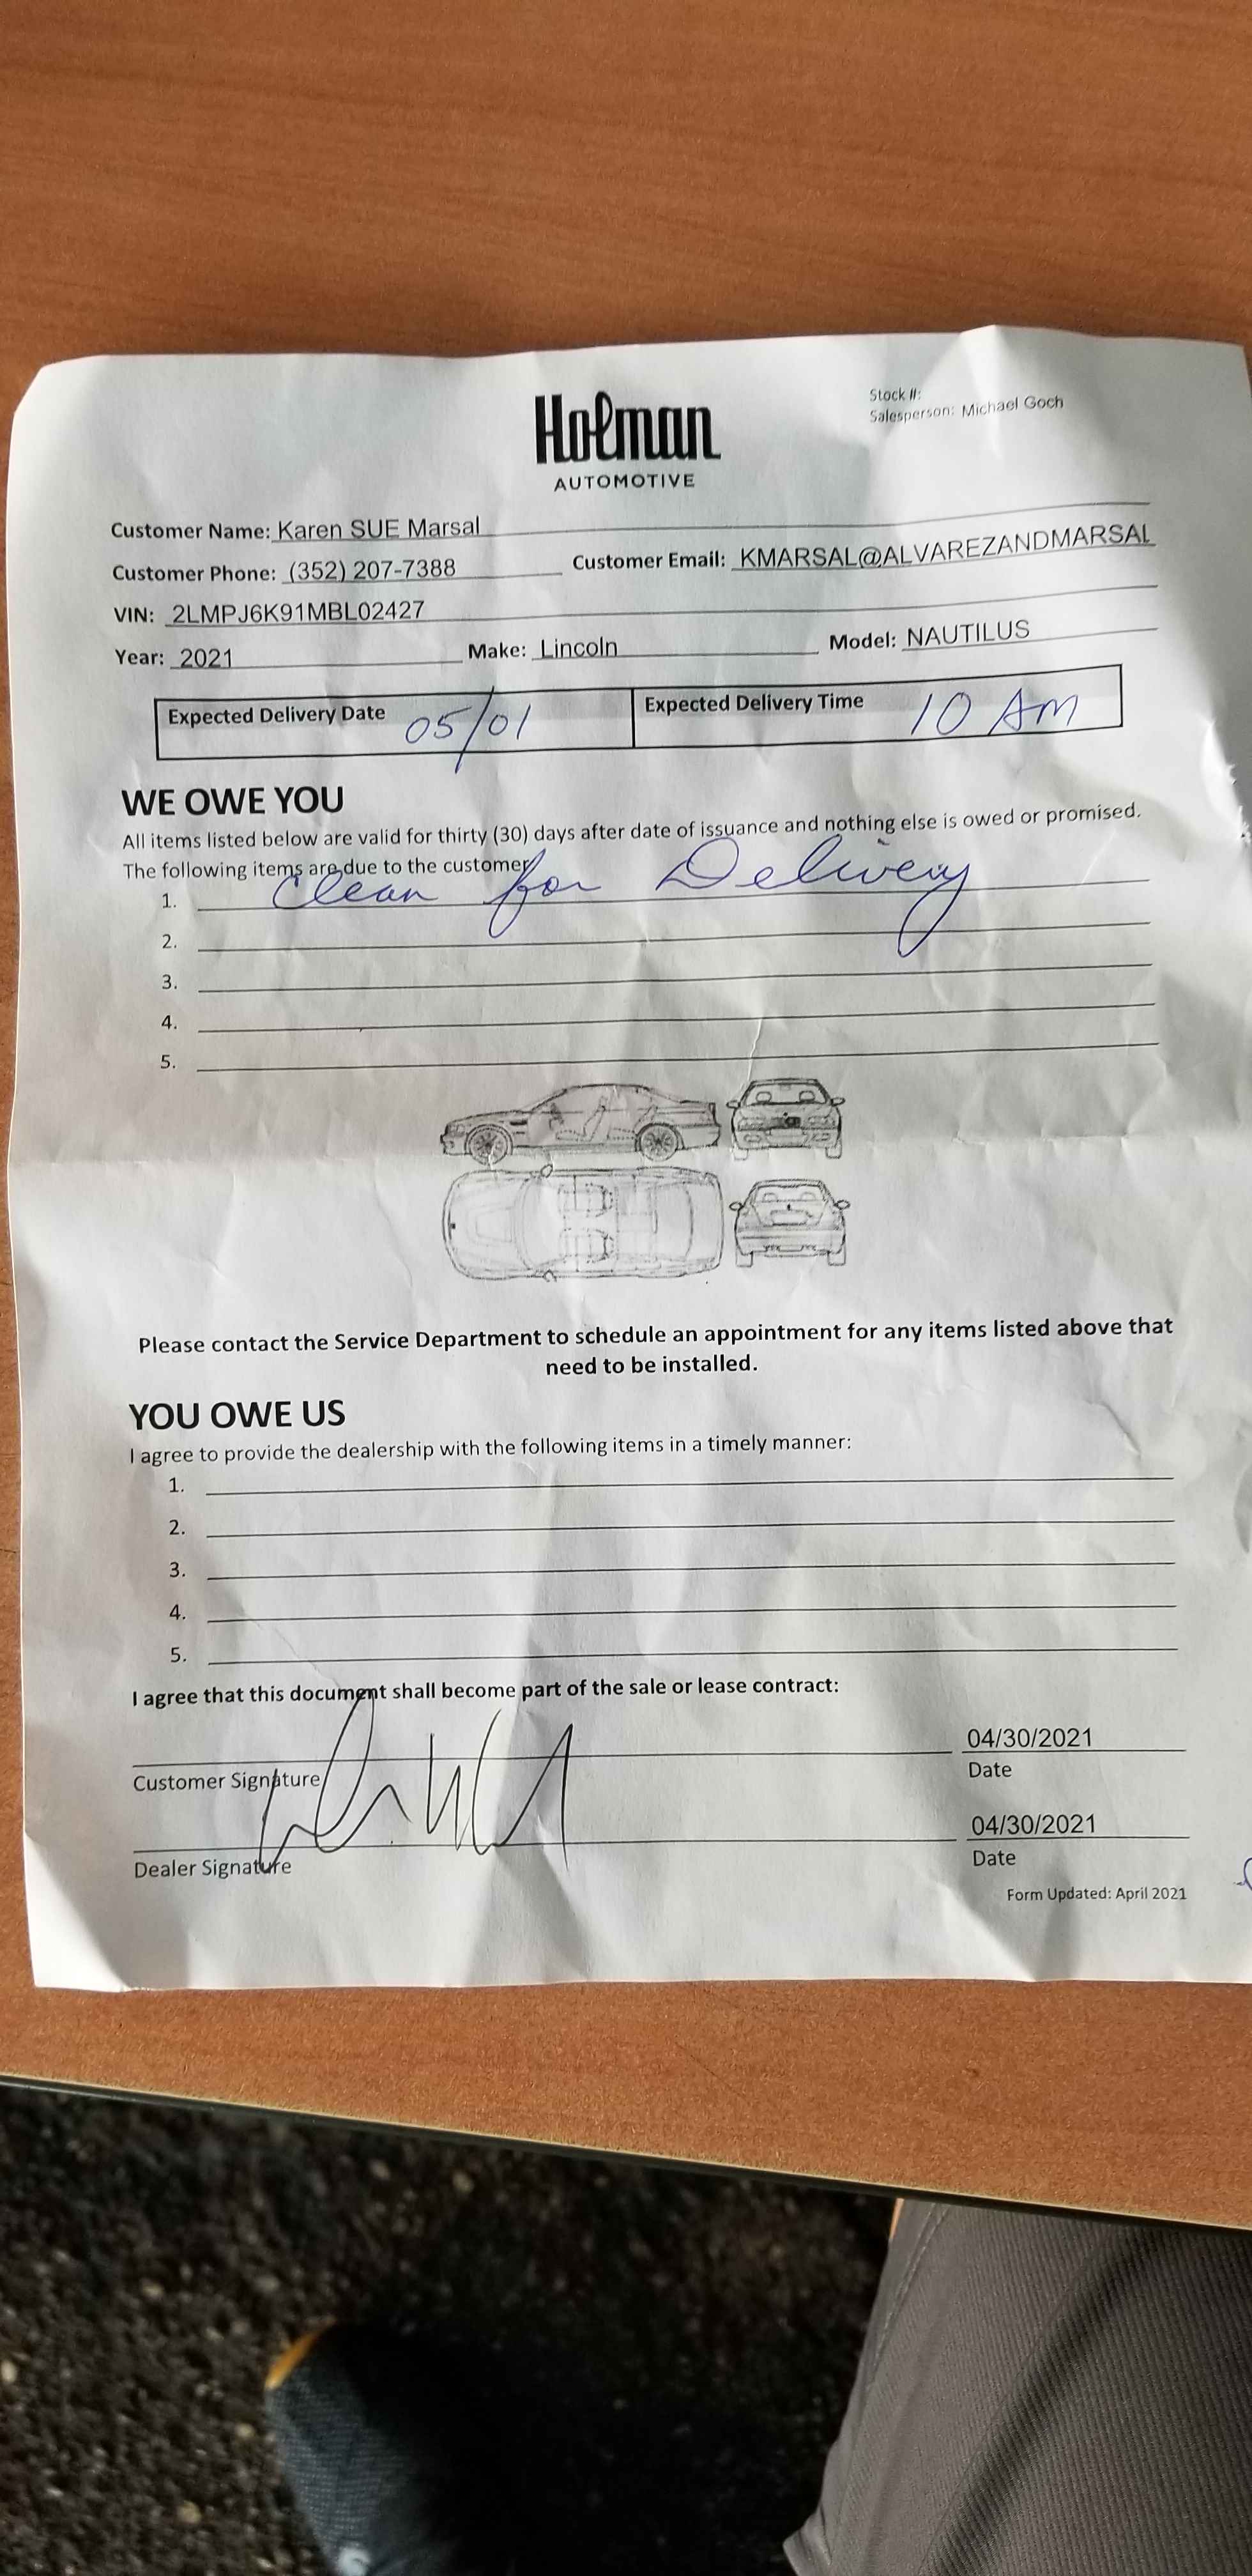 Holman
AUTOMOTIVE
Stock #:
Salesperson: Michael Goch
Customer Name: Karen SUE Marsal
Customer Phone: (352) 207-7388 Customer Email: KMARSAL@ALVAREZANDMARSAL
VIN: 2LMPJ6K91MBL02427
Year: 2021 Make: Lincoln Model: NAUTILUS
Expected Delivery Date 05/01 Expected Delivery Time 10 AM
WE OWE YOU
All items listed below are valid for thirty (30) days after date of issuance and nothing else is owed or promised.
The following items are due to the customer
1. Clean for Delivery
2.
3.
4.
5.
Please contact the Service Department to schedule an appointment for any items listed above that
need to be installed.
YOU OWE US
I agree to provide the dealership with the following items in a timely manner:
1.
2.
3.
4.
5.
I agree that this document shall become part of the sale or lease contract:
04/30/2021
Customer Signature Date
04/30/2021
Dealer Signature Date
Form Updated: April 2021